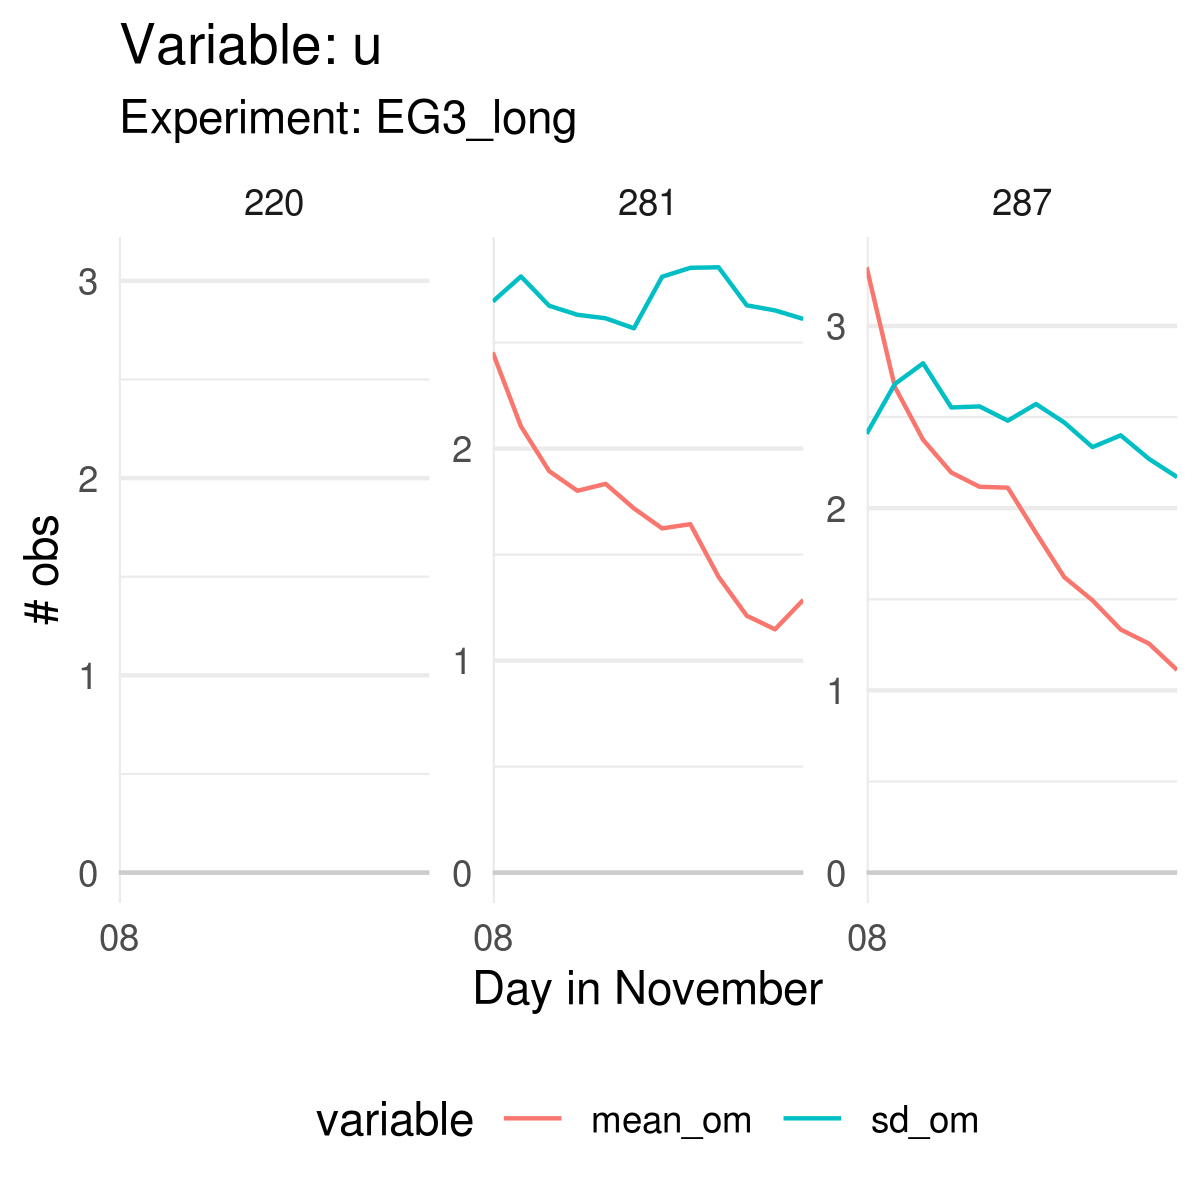 Variable: u
Experiment: EG3_long
220 281 287
3
2
1
0
2
1
0
3
2
1
0
# obs
08 08 08
Day in November
variable mean_om sd_om